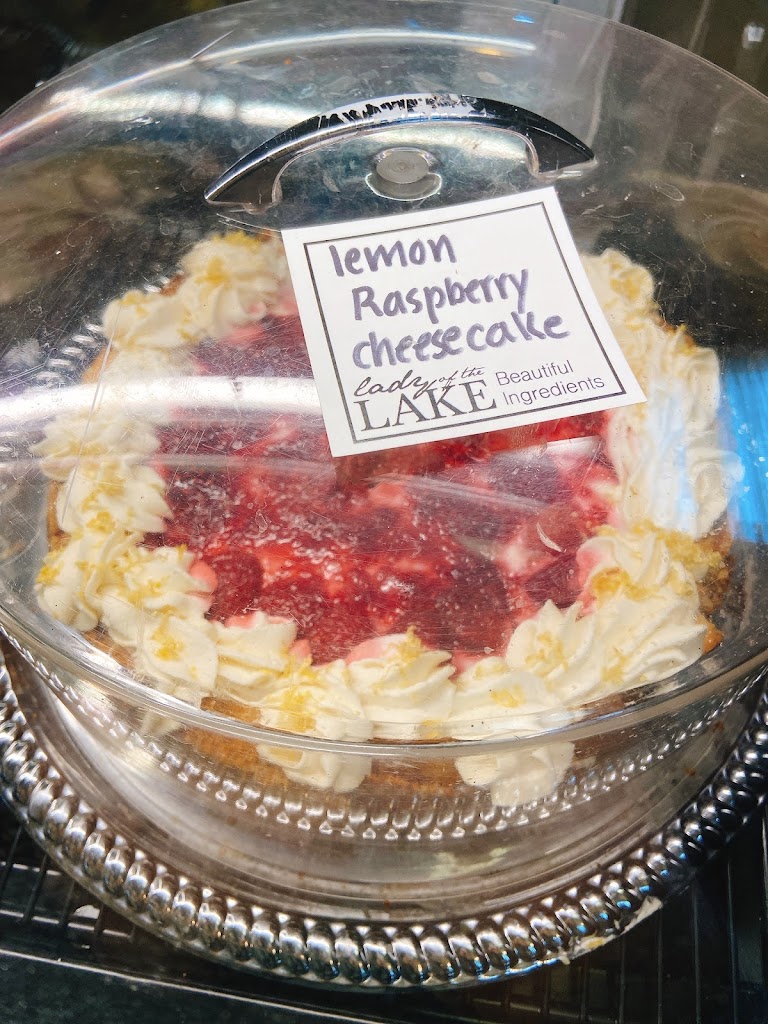 lemon
Raspberry
cheesecake
lady of the
LAKE
Beautiful
Ingredients